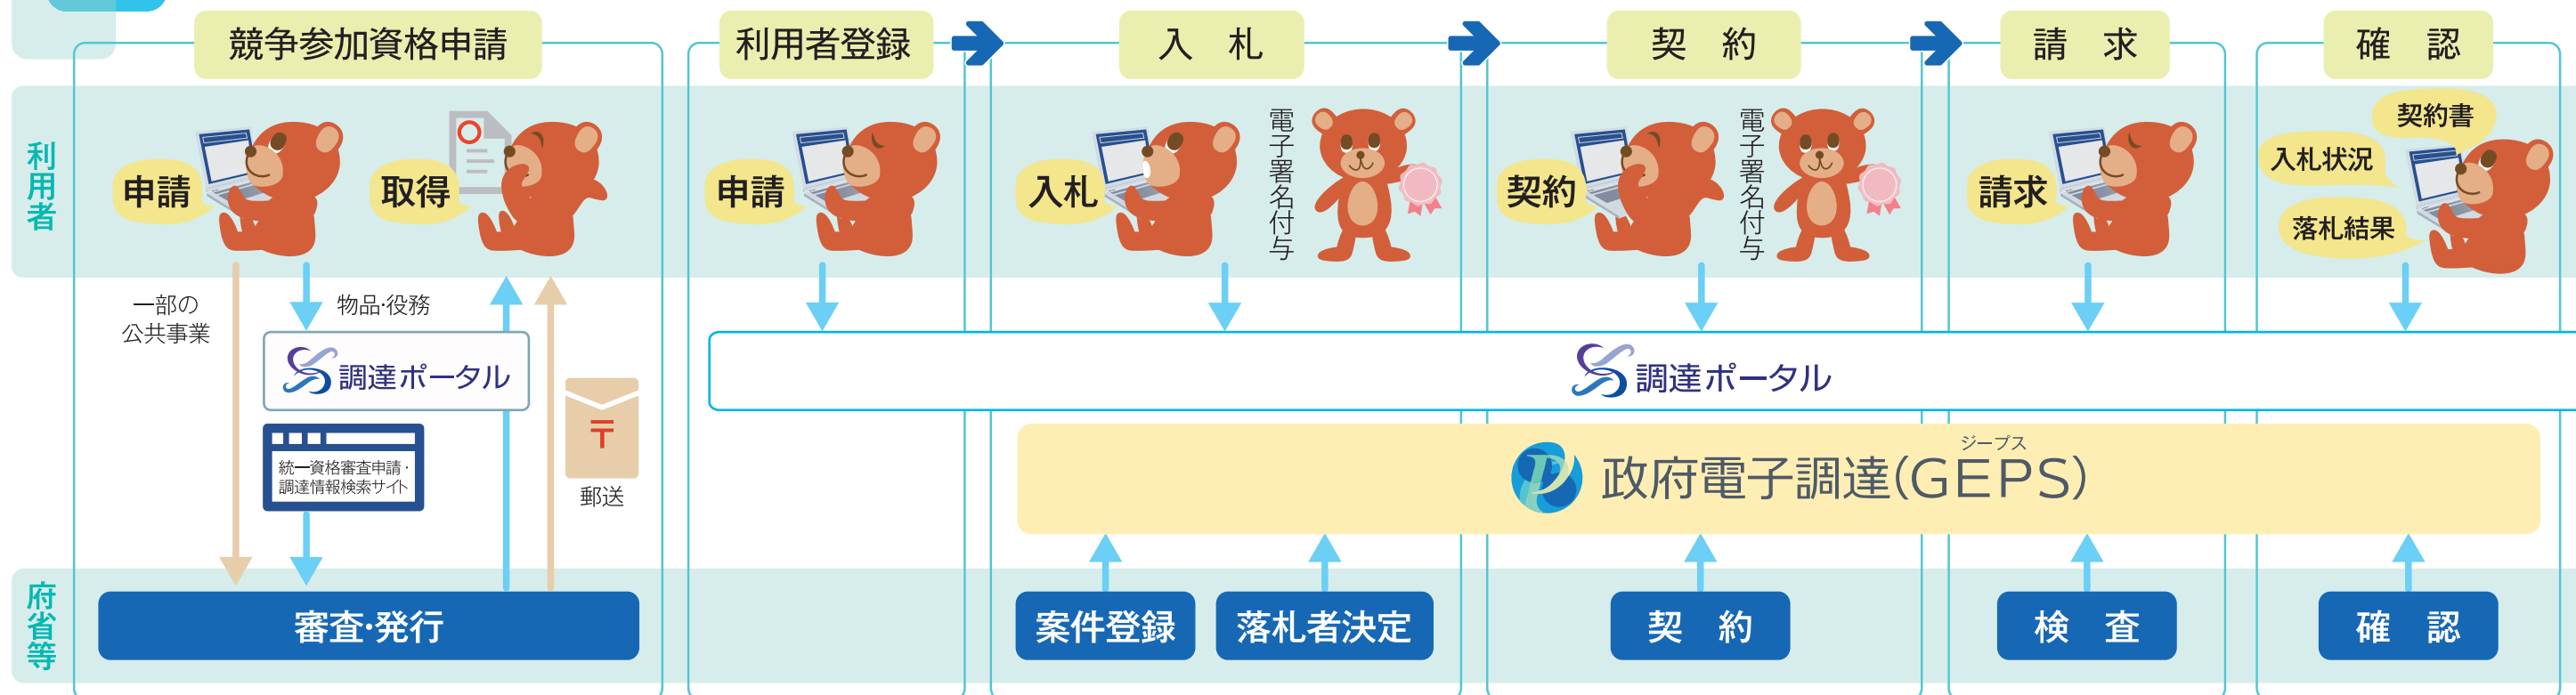 競争参加資格申請
利用者登録
入　札
契　約
請　求
確　認
利用者
申請
取得
申請
入札
電子署名付与
契約
電子署名付与
請求
契約書
入札状況
落札結果
一部の
公共事業
物品・役務
調達ポータル
調達ポータル
統一資格審査申請・
調達情報検索サイト
〒
郵送
ジープス
政府電子調達(GEPS)
府省等
審査・発行
案件登録
落札者決定
契　約
検　査
確　認